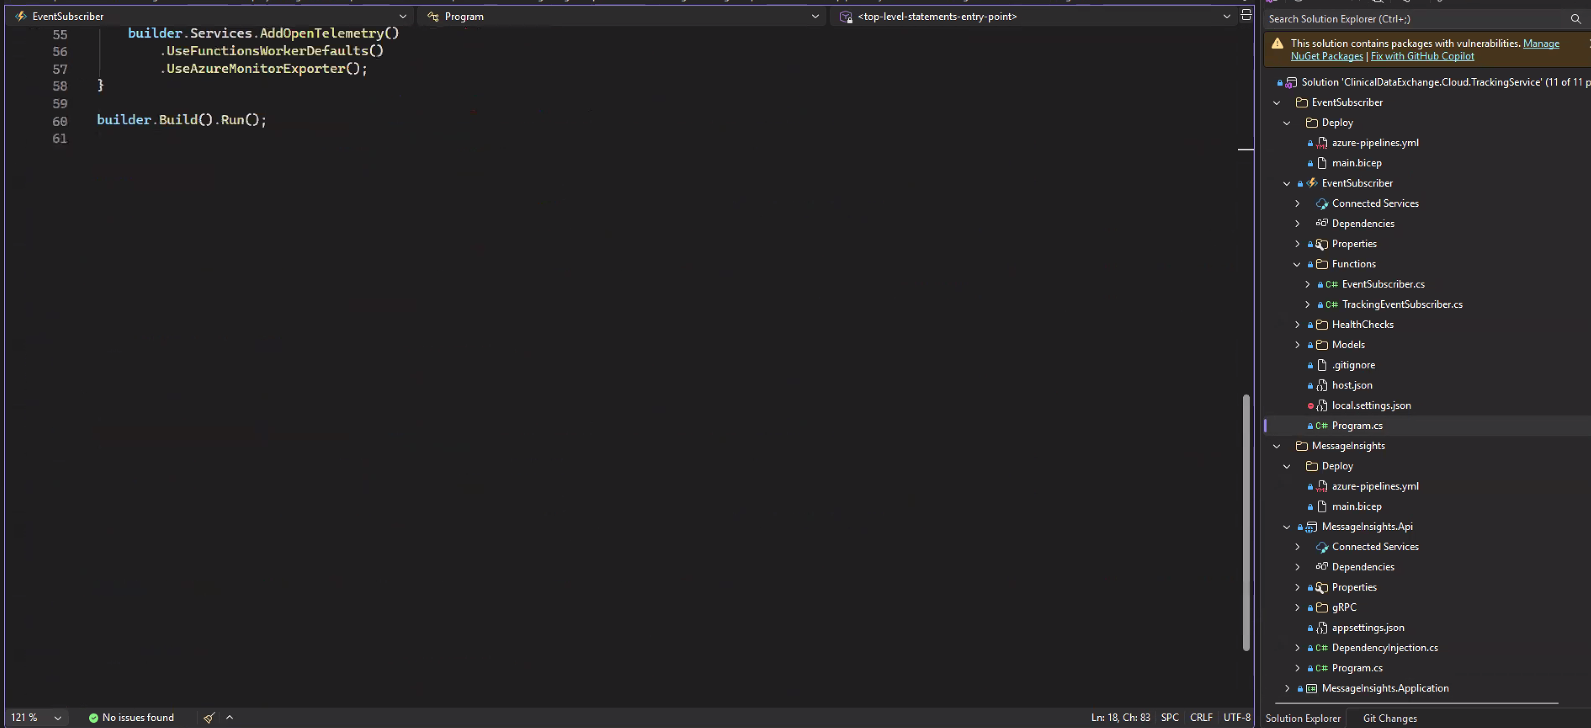 EventSubscriber
Program
<top-level-statements-entry-point>
55 builder.Services.AddOpenTelemetry()
56 .UseFunctionsWorkerDefaults()
57 .UseAzureMonitorExporter();
58 }
59
60 builder.Build().Run();
61
121 %
No issues found
Ln: 18, Ch: 83
SPC
CRLF
UTF-8
Search Solution Explorer (Ctrl+;)
This solution contains packages with vulnerabilities. Manage
NuGet Packages | Fix with GitHub Copilot
Solution 'ClinicalDataExchange.Cloud.TrackingService' (11 of 11 p
EventSubscriber
Deploy
azure-pipelines.yml
main.bicep
EventSubscriber
Connected Services
Dependencies
Properties
Functions
C# EventSubscriber.cs
C# TrackingEventSubscriber.cs
HealthChecks
Models
.gitignore
host.json
local.settings.json
C# Program.cs
MessageInsights
Deploy
azure-pipelines.yml
main.bicep
MessageInsights.Api
Connected Services
Dependencies
Properties
gRPC
appsettings.json
C# DependencyInjection.cs
C# Program.cs
MessageInsights.Application
Solution Explorer
Git Changes